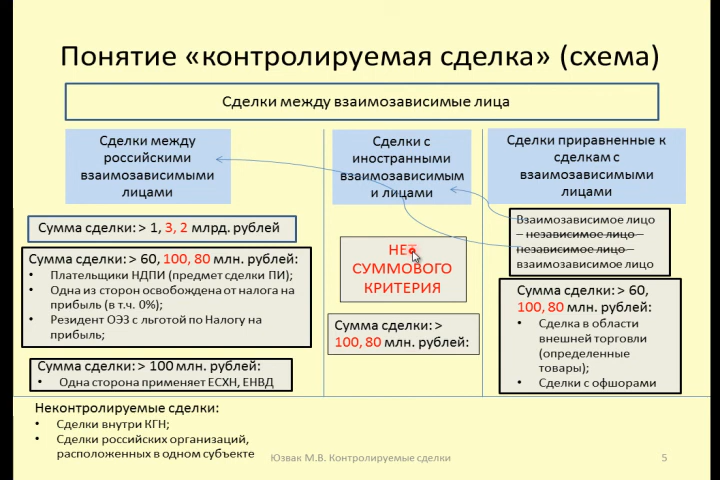 Понятие «контролируемая сделка» (схема)
Сделки между взаимозависимые лица
Сделки между
российскими
взаимозависимыми
лицами
Сумма сделки: > 1, 3, 2 млрд. рублей
Сумма сделки: > 60, 100, 80 млн. рублей:
• Плательщики НДПИ (предмет сделки ПИ);
• Одна из сторон освобождена от налога на
прибыль (в т.ч. 0%);
• Резидент ОЭЗ с льготой по Налогу на
прибыль;
Сумма сделки: > 100 млн. рублей:
• Одна сторона применяет ЕСХН, ЕНВД
Сделки с
иностранными
взаимозависимым
и лицами
НЕТ
СУММОВОГО
КРИТЕРИЯ
Сумма сделки: >
100, 80 млн. рублей:
Сделки приравненные к
сделкам с
взаимозависимыми
лицами
Взаимозависимое лицо
– независимое лицо –
независимое лицо –
взаимозависимое лицо
Сумма сделки: > 60,
100, 80 млн. рублей:
• Сделка в области
внешней торговли
(определенные
товары);
• Сделки с офшорами
Неконтролируемые сделки:
• Сделки внутри КГН;
• Сделки российских организаций,
расположенных в одном субъекте
Юзвак М.В. Контролируемые сделки
5